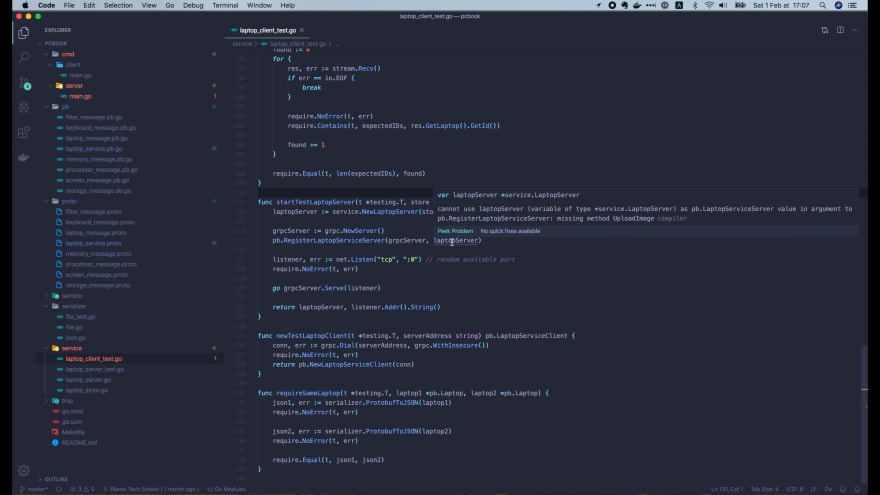 Code File Edit Selection View Go Debug Terminal Window Help
Sat 1 Feb at 17:07
laptop_client_test.go — pcbook
EXPLORER
PCBOOK
cmd
client
main.go
server
main.go 1
pb
filter_message.pb.go
keyboard_message.pb.go
laptop_message.pb.go
laptop_service.pb.go M
memory_message.pb.go
processor_message.pb.go
screen_message.pb.go
storage_message.pb.go
proto
filter_message.proto
keyboard_message.proto
laptop_message.proto
laptop_service.proto M
memory_message.proto
processor_message.proto
screen_message.proto
storage_message.proto
sample
serializer
file_test.go
file.go
json.go
service
laptop_client_test.go 1
laptop_server_test.go
laptop_server.go
laptop_store.go
tmp
go.mod
go.sum
Makefile
README.md
OUTLINE
laptop_client_test.go ×
service > laptop_client_test.go > ...
found := 0
for {
res, err := stream.Recv()
if err == io.EOF {
break
}
require.NoError(t, err)
require.Contains(t, expectedIDs, res.GetLaptop().GetId())
found += 1
}
require.Equal(t, len(expectedIDs), found)
}
func startTestLaptopServer(t *testing.T, store
laptopServer := service.NewLaptopServer(sto
var laptopServer *service.LaptopServer
cannot use laptopServer (variable of type *service.LaptopServer) as pb.LaptopServiceServer value in argument to
pb.RegisterLaptopServiceServer: missing method UploadImage compiler
Peek Problem No quick fixes available
grpcServer := grpc.NewServer()
pb.RegisterLaptopServiceServer(grpcServer, laptopServer)
listener, err := net.Listen("tcp", ":0") // random available port
require.NoError(t, err)
go grpcServer.Serve(listener)
return laptopServer, listener.Addr().String()
}
func newTestLaptopClient(t *testing.T, serverAddress string) pb.LaptopServiceClient {
conn, err := grpc.Dial(serverAddress, grpc.WithInsecure())
require.NoError(t, err)
return pb.NewLaptopServiceClient(conn)
}
func requireSameLaptop(t *testing.T, laptop1 *pb.Laptop, laptop2 *pb.Laptop) {
json1, err := serializer.ProtobufToJSON(laptop1)
require.NoError(t, err)
json2, err := serializer.ProtobufToJSON(laptop2)
require.NoError(t, err)
require.Equal(t, json1, json2)
}
master* 3 0 Blame Tech School (1 month ago) Go Modules
Ln 110, Col 1 Tab Size: 4 UTF-8 LF Go